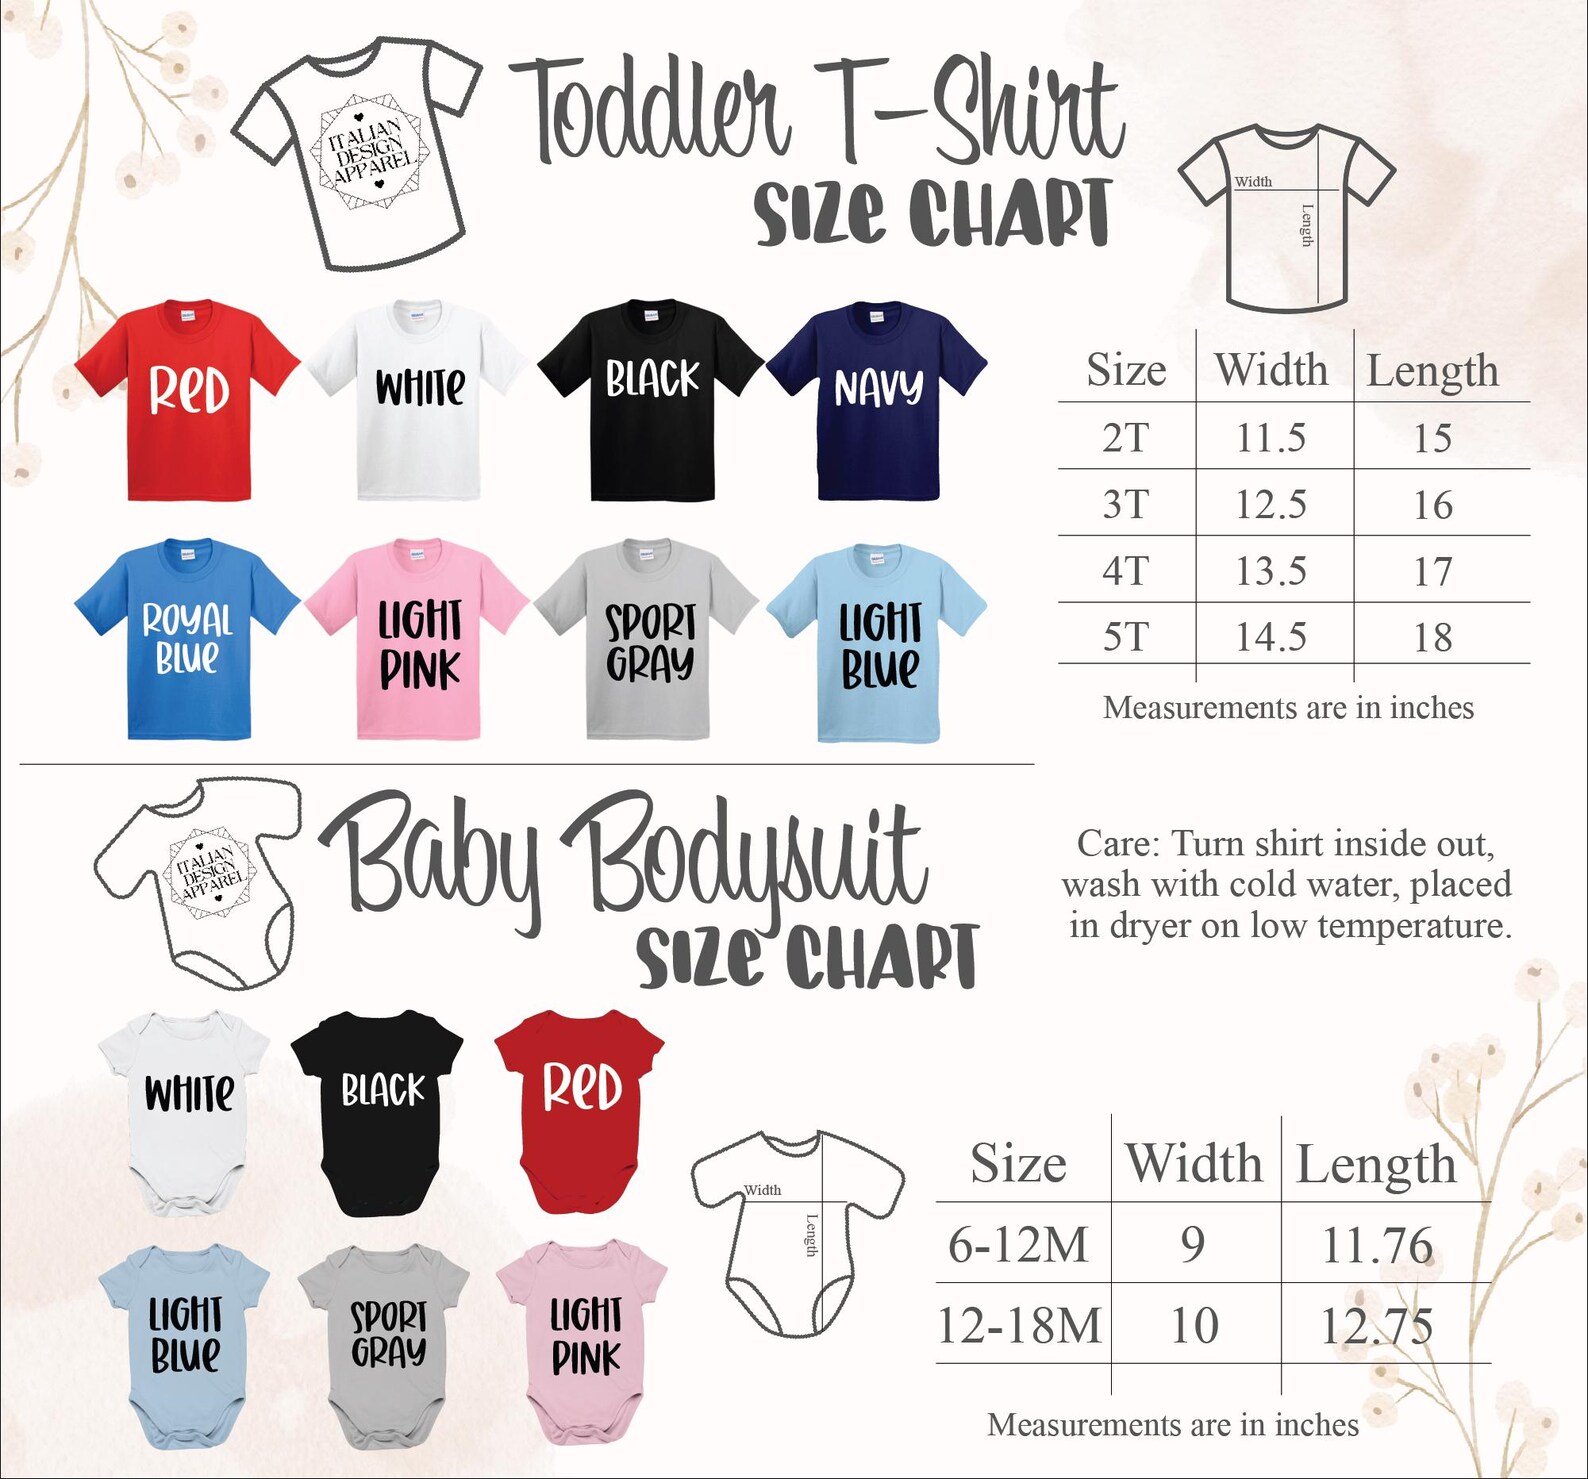 ITALIAN
DESIGN
APPAREL
Toddler T-Shirt
SIZE CHART
Width
Length
RED
WHITE
BLACK
NAVY
ROYAL
BLUE
LIGHT
PINK
SPORT
GRAY
LIGHT
BLUE
Size Width Length
2T 11.5 15
3T 12.5 16
4T 13.5 17
5T 14.5 18
Measurements are in inches
ITALIAN
DESIGN
APPAREL
Baby Bodysuit
SIZE CHART
Care: Turn shirt inside out,
wash with cold water, placed
in dryer on low temperature.
WHITE
BLACK
RED
LIGHT
BLUE
SPORT
GRAY
LIGHT
PINK
Width
Length
Size Width Length
6-12M 9 11.76
12-18M 10 12.75
Measurements are in inches